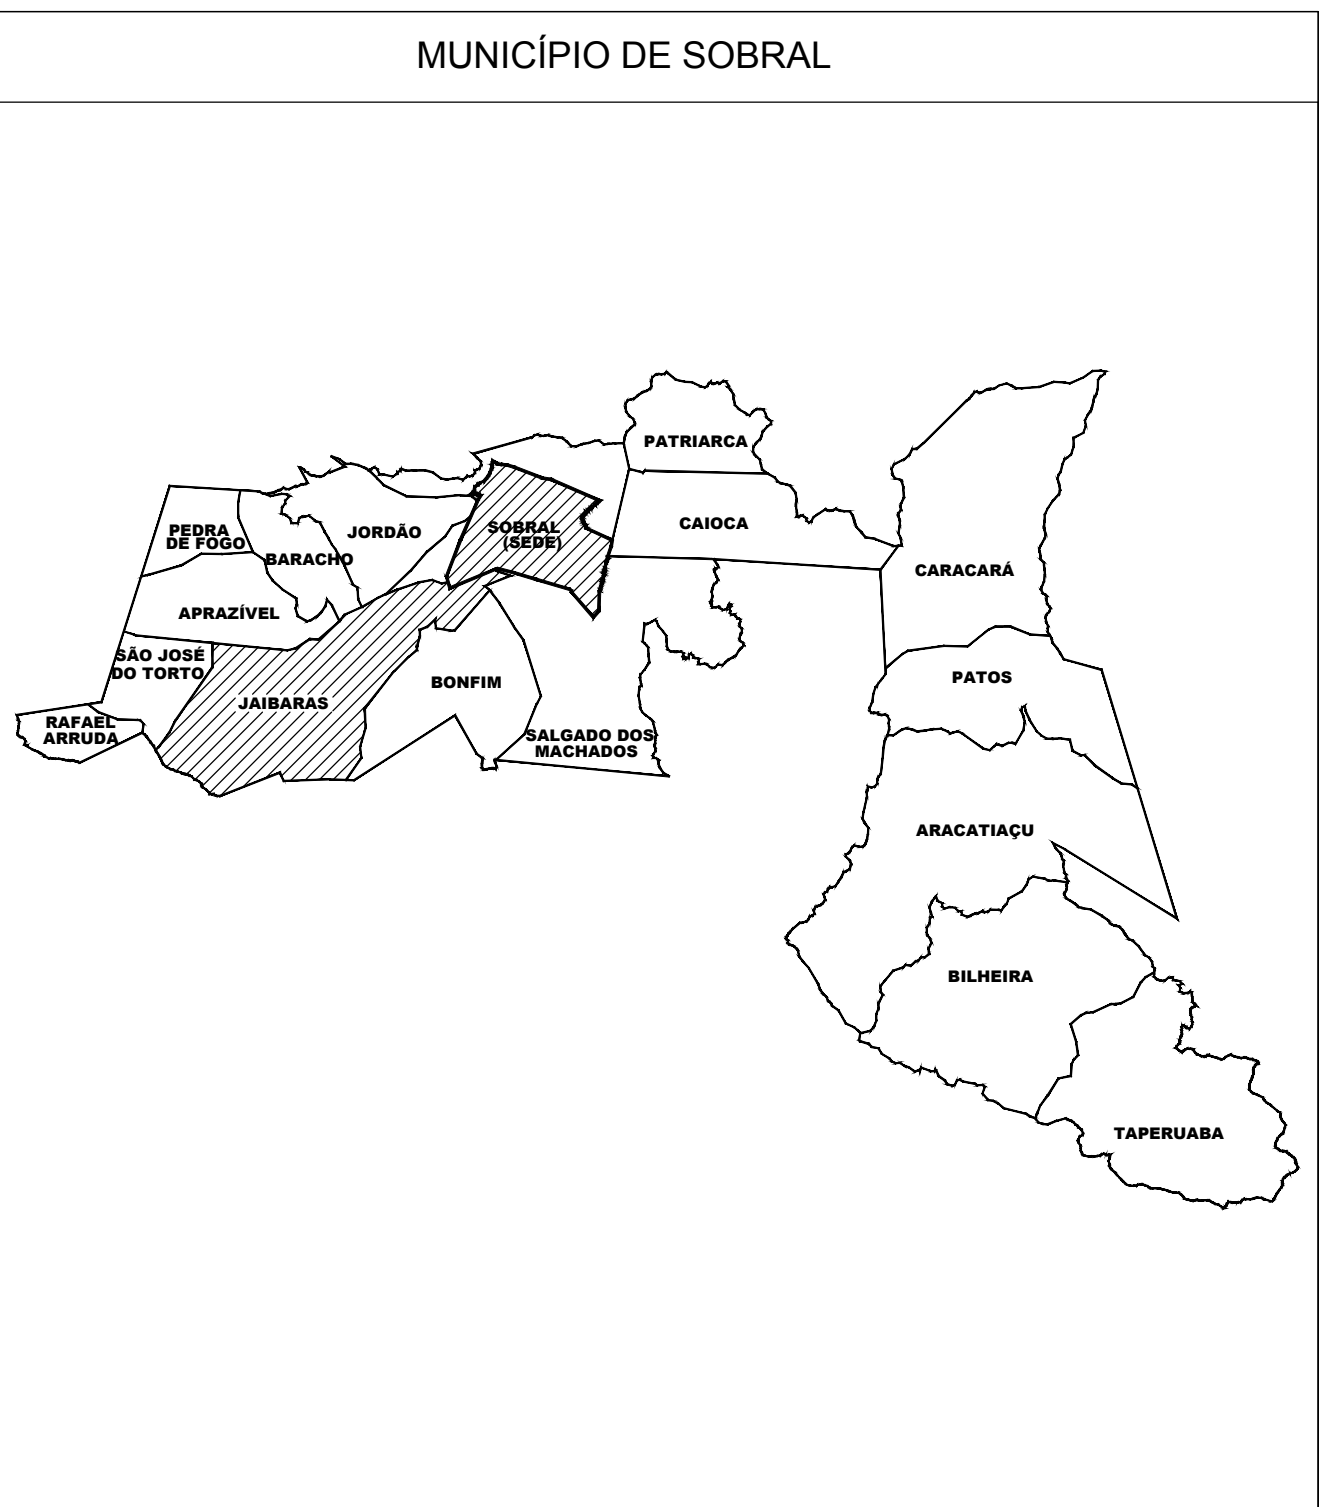 MUNICÍPIO DE SOBRAL
PATRIARCA
CAIOCA
SOBRAL
(SEDE)
PEDRA
DE FOGO
JORDÃO
BARACHO
CARACARÁ
APRAZÍVEL
SÃO JOSÉ
DO TORTO
BONFIM
PATOS
JAIBARAS
RAFAEL
ARRUDA
SALGADO DOS
MACHADOS
ARACATIAÇU
BILHEIRA
TAPERUABA